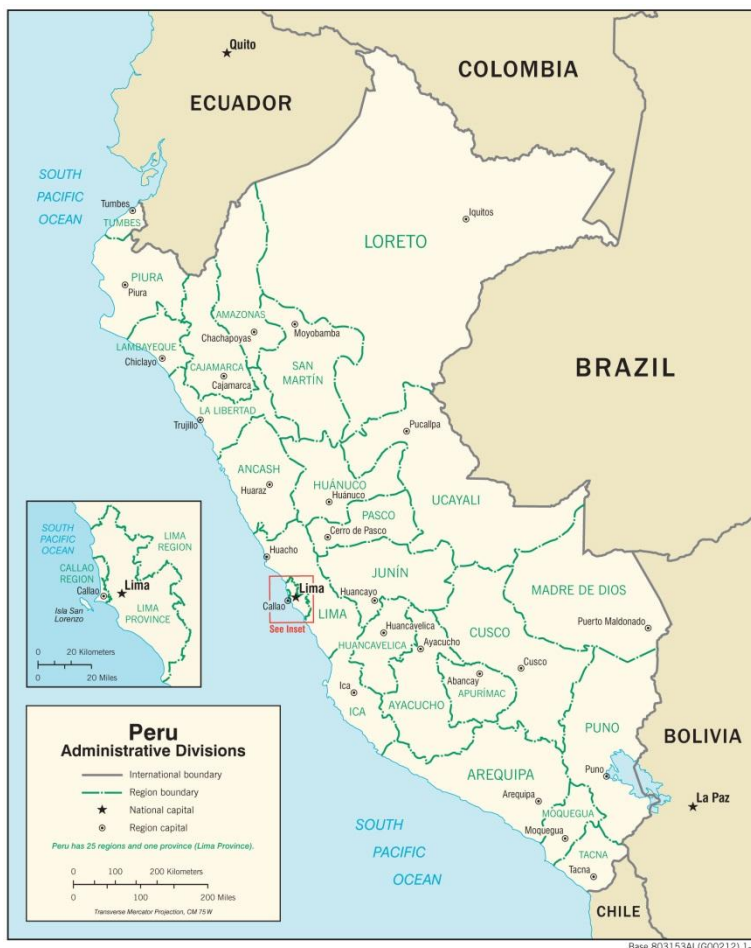 Quito
COLOMBIA
ECUADOR
SOUTH
PACIFIC
OCEAN
Tumbes
TUMBES
Iquitos
LORETO
PIURA
Piura
AMAZONAS
Chachapoyas
Moyobamba
LAMBAYEQUE
Chiclayo
CAJAMARCA
Cajamarca
SAN
MARTÍN
BRAZIL
LA LIBERTAD
Trujillo
Pucallpa
ANCASH
Huaraz
HUÁNUCO
Huánuco
UCAYALI
PASCO
Cerro de Pasco
Huacho
JUNÍN
MADRE DE DIOS
Lima
Callao
LIMA
See Inset
Huancayo
Puerto Maldonado
Huancavelica
HUANCAVELICA
Ayacucho
CUSCO
Cusco
Abancay
APURÍMAC
Ica
ICA
AYACUCHO
PUNO
Puno
BOLIVIA
La Paz
AREQUIPA
Arequipa
MOQUEGUA
Moquegua
TACNA
Tacna
SOUTH
PACIFIC
OCEAN
CHILE
SOUTH
PACIFIC
OCEAN
LIMA
REGION
CALLAO
REGION
Callao
Lima
Isla San
Lorenzo
LIMA
PROVINCE
0 20 Kilometers
0 20 Miles
Peru
Administrative Divisions
International boundary
Region boundary
National capital
Region capital
Peru has 25 regions and one province (Lima Province).
0 100 200 Kilometers
0 100 200 Miles
Transverse Mercator Projection, CM 75W